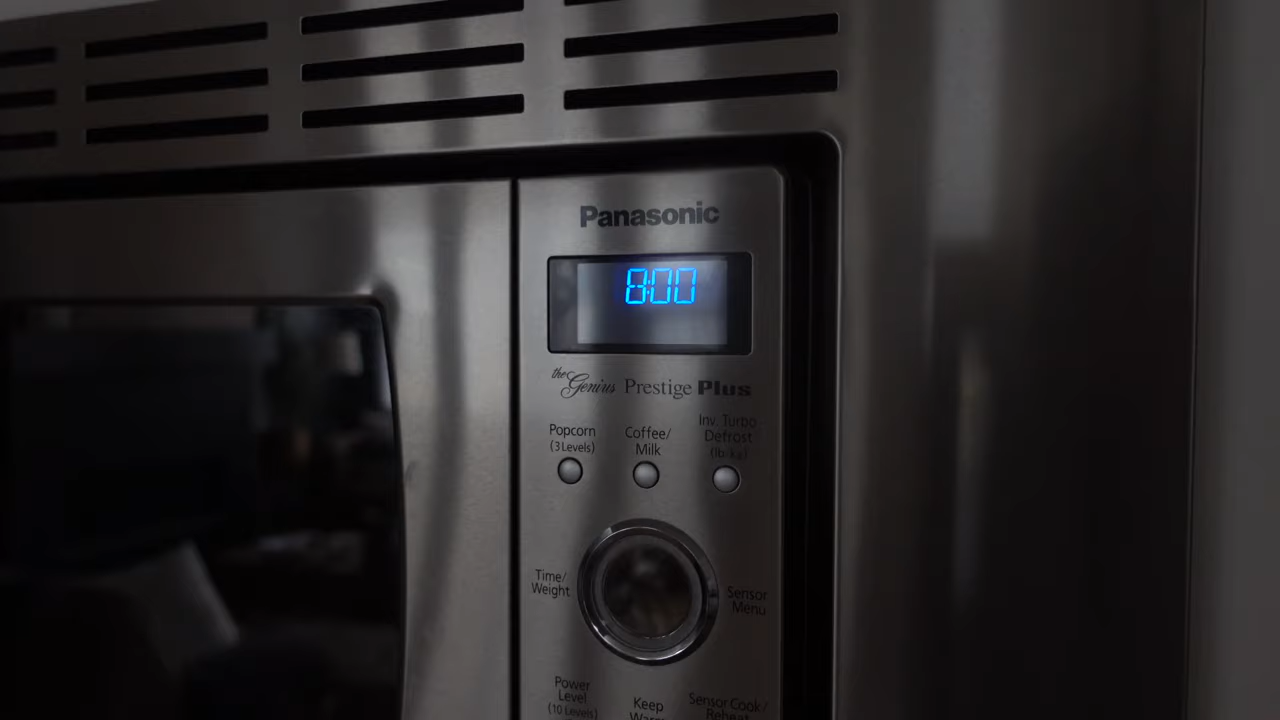 Panasonic
8:00
the Genius Prestige Plus
Popcorn
(3 Levels)
Coffee/
Milk
Inv. Turbo
Defrost
(lb·kg)
Time/
Weight
Sensor
Menu
Power
Level
(10 Levels)
Keep
Warm
Sensor Cook/
Reheat